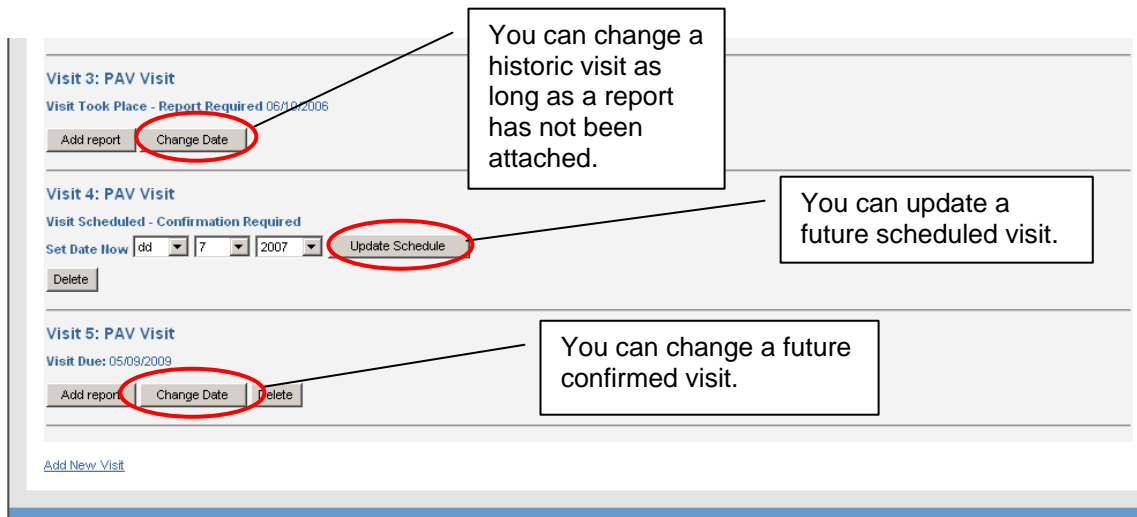 You can change a
historic visit as
long as a report
has not been
attached.
Visit 3: PAV Visit
Visit Took Place - Report Required 06/10/2006
Add report Change Date
Visit 4: PAV Visit
Visit Scheduled - Confirmation Required
Set Date Now dd 7 2007 Update Schedule
Delete
You can update a
future scheduled visit.
Visit 5: PAV Visit
Visit Due: 05/09/2009
Add report Change Date Delete
You can change a future
confirmed visit.
Add New Visit